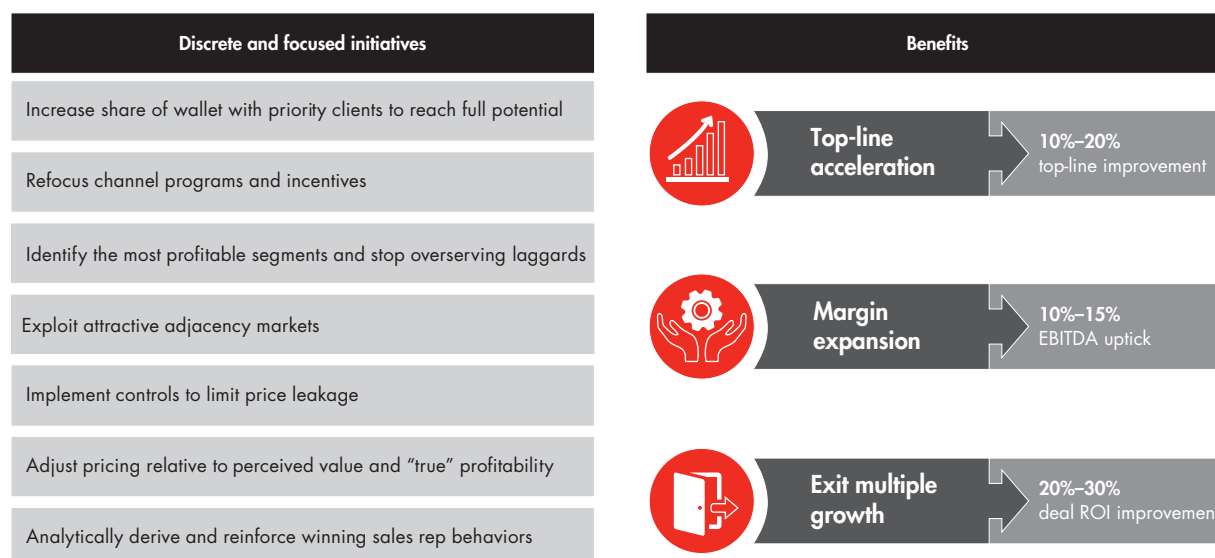 Discrete and focused initiatives
Increase share of wallet with priority clients to reach full potential
Refocus channel programs and incentives
Identify the most profitable segments and stop overserving laggards
Exploit attractive adjacency markets
Implement controls to limit price leakage
Adjust pricing relative to perceived value and “true” profitability
Analytically derive and reinforce winning sales rep behaviors
Benefits
Top-line
acceleration
10%–20%
top-line improvement
Margin
expansion
10%–15%
EBITDA uptick
Exit multiple
growth
20%–30%
deal ROI improvemen